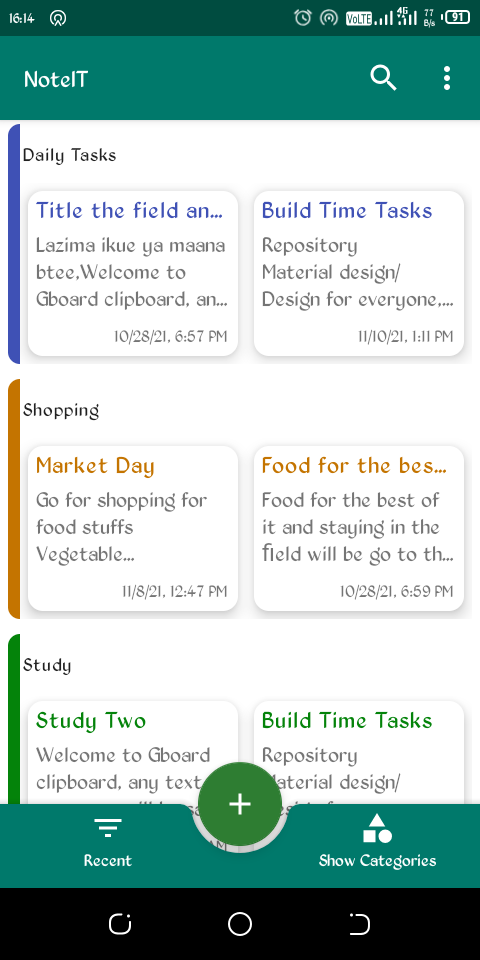 16:14
VoLTE 4G 77 B/s 91
NoteIT
Daily Tasks
Title the field an...
Lazima ikue ya maana
btee,Welcome to
Gboard clipboard, an...
10/28/21, 6:57 PM
Build Time Tasks
Repository
Material design/
Design for everyone,...
11/10/21, 1:11 PM
Shopping
Market Day
Go for shopping for
food stuffs
Vegetable...
11/8/21, 12:47 PM
Food for the bes...
Food for the best of
it and staying in the
field will be go to th...
10/28/21, 6:59 PM
Study
Study Two
Welcome to Gboard
clipboard, any text
AM
Build Time Tasks
Repository
Material design/
Recent
Show Categories